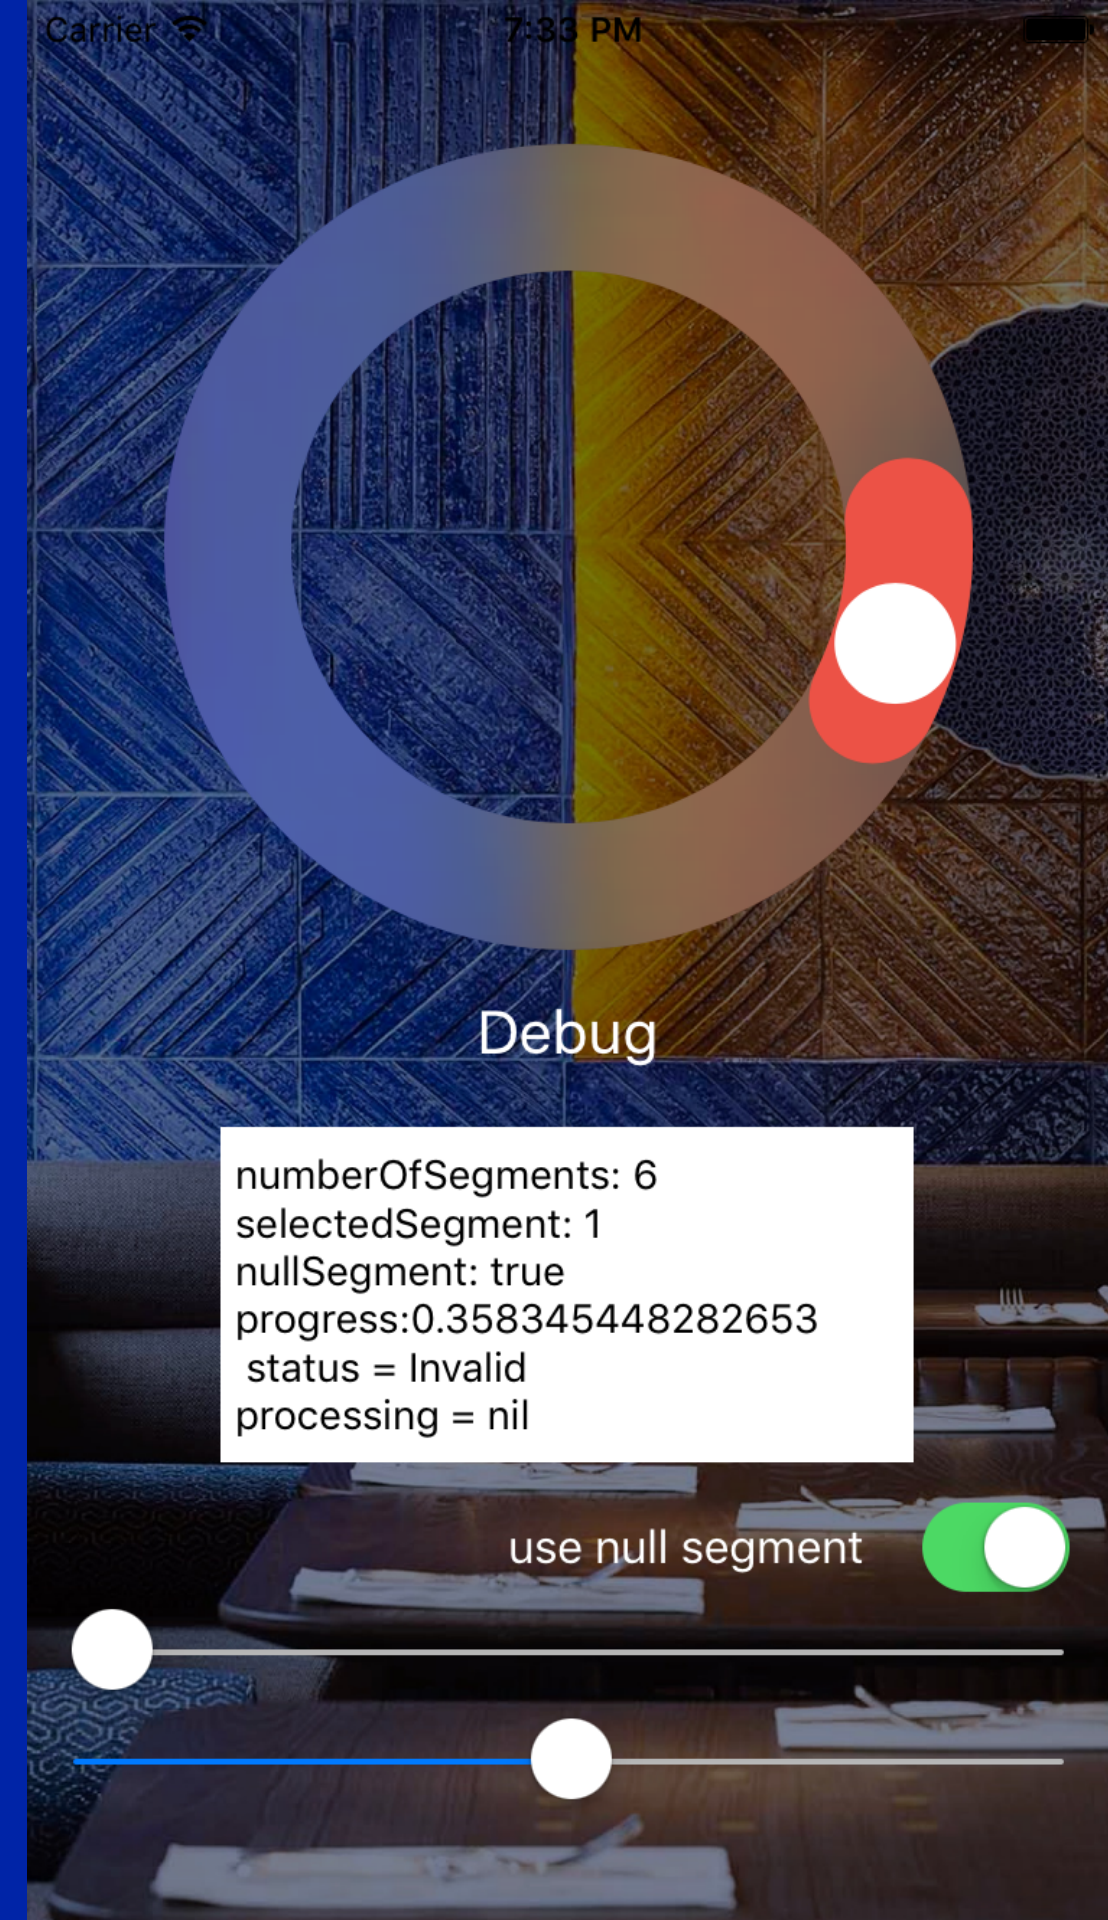 Carrier 7:33 PM
Debug
numberOfSegments: 6
selectedSegment: 1
nullSegment: true
progress:0.358345448282653
status = Invalid
processing = nil
use null segment